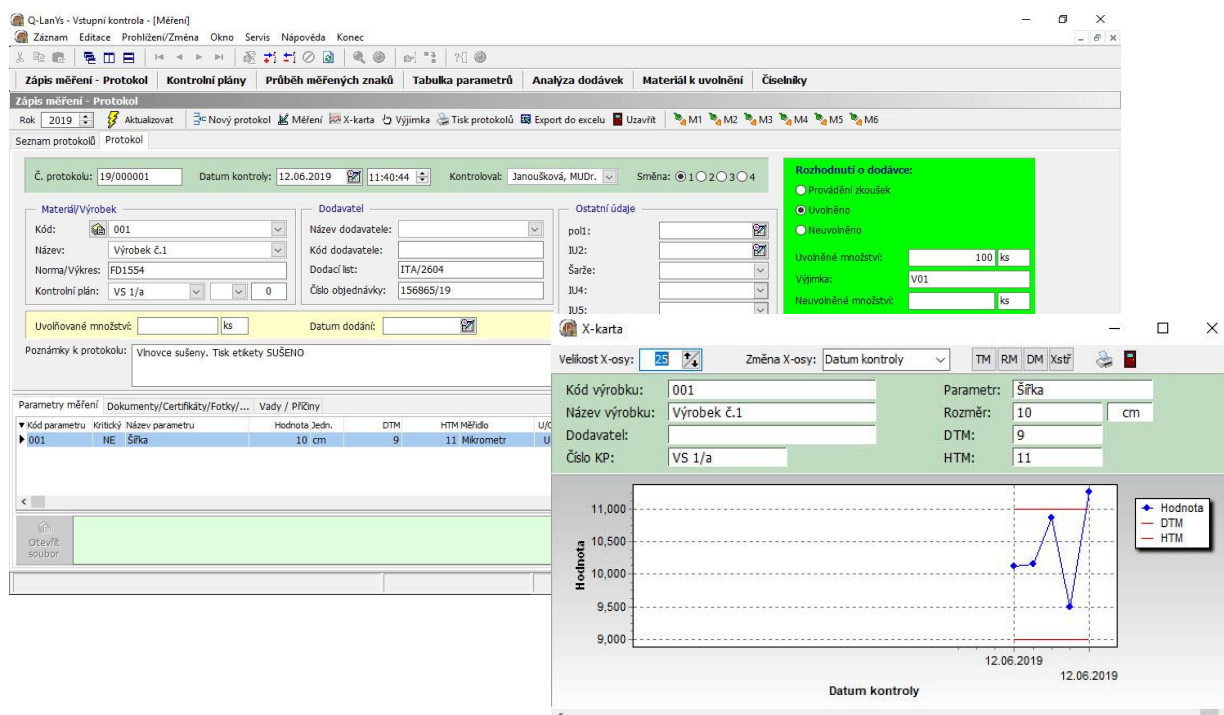 Q-LanYs - Vstupní kontrola - [Měření]
Záznam Editace Prohlížení/Změna Okno Servis Nápověda Konec
Zápis měření - Protokol Kontrolní plány Průběh měřených znaků Tabulka parametrů Analýza dodávek Materiál k uvolnění Číselníky
Zápis měření - Protokol
Rok 2019 Aktualizovat Nový protokol Měření X-karta Výjimka Tisk protokolů Export do excelu Uzavřít M1 M2 M3 M4 M5 M6
Seznam protokolů Protokol
Č. protokolu: 19/000001 Datum kontroly: 12.06.2019 11:40:44 Kontroloval: Janoušková, MUDr. Směna: 1 2 3 4
Rozhodnutí o dodávce:
Provádění zkoušek
Uvolněno
Neuvolněno
Uvolněné množství: 100 ks
Výjimka: V01
Neuvolněné množství: ks
Materiál/Výrobek
Kód: 001
Název: Výrobek č.1
Norma/Výkres: FD1554
Kontrolní plán: VS 1/a 0
Dodavatel
Název dodavatele:
Kód dodavatele:
Dodací list: ITA/2604
Číslo objednávky: 156865/19
Ostatní údaje
pol1:
IU2:
Šarže:
IU4:
IU5:
Uvolňované množství: ks Datum dodání:
Poznámky k protokolu: Vlnovce sušeny. Tisk etikety SUŠENO
Parametry měření Dokumenty/Certifikáty/Fotky/... Vady / Příčiny
Kód parametru Kritický Název parametru Hodnota Jedn. DTM HTM Měřidlo
001 NE Šířka 10 cm 9 11 Mikrometr U
Otevřít
soubor
X-karta
Velikost X-osy: 25 Změna X-osy: Datum kontroly TM RM DM Xstř
Kód výrobku: 001 Parametr: Šířka
Název výrobku: Výrobek č.1 Rozměr: 10 cm
Dodavatel: DTM: 9
Číslo KP: VS 1/a HTM: 11
Hodnota
11,000
10,500
10,000
9,500
9,000
12.06.2019
12.06.2019
Datum kontroly
Hodnota
DTM
HTM